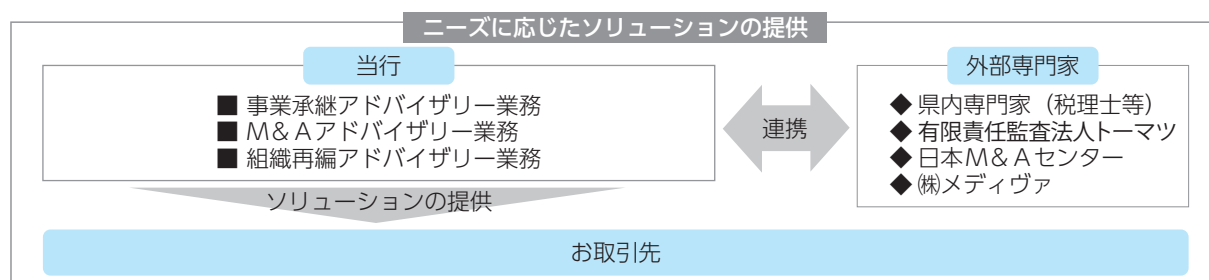 ニーズに応じたソリューションの提供
当行
■ 事業承継アドバイザリー業務
■ M&Aアドバイザリー業務
■ 組織再編アドバイザリー業務
連携
外部専門家
◆ 県内専門家（税理士等）
◆ 有限責任監査法人トーマツ
◆ 日本M&Aセンター
◆ ㈱メディヴァ
ソリューションの提供
お取引先